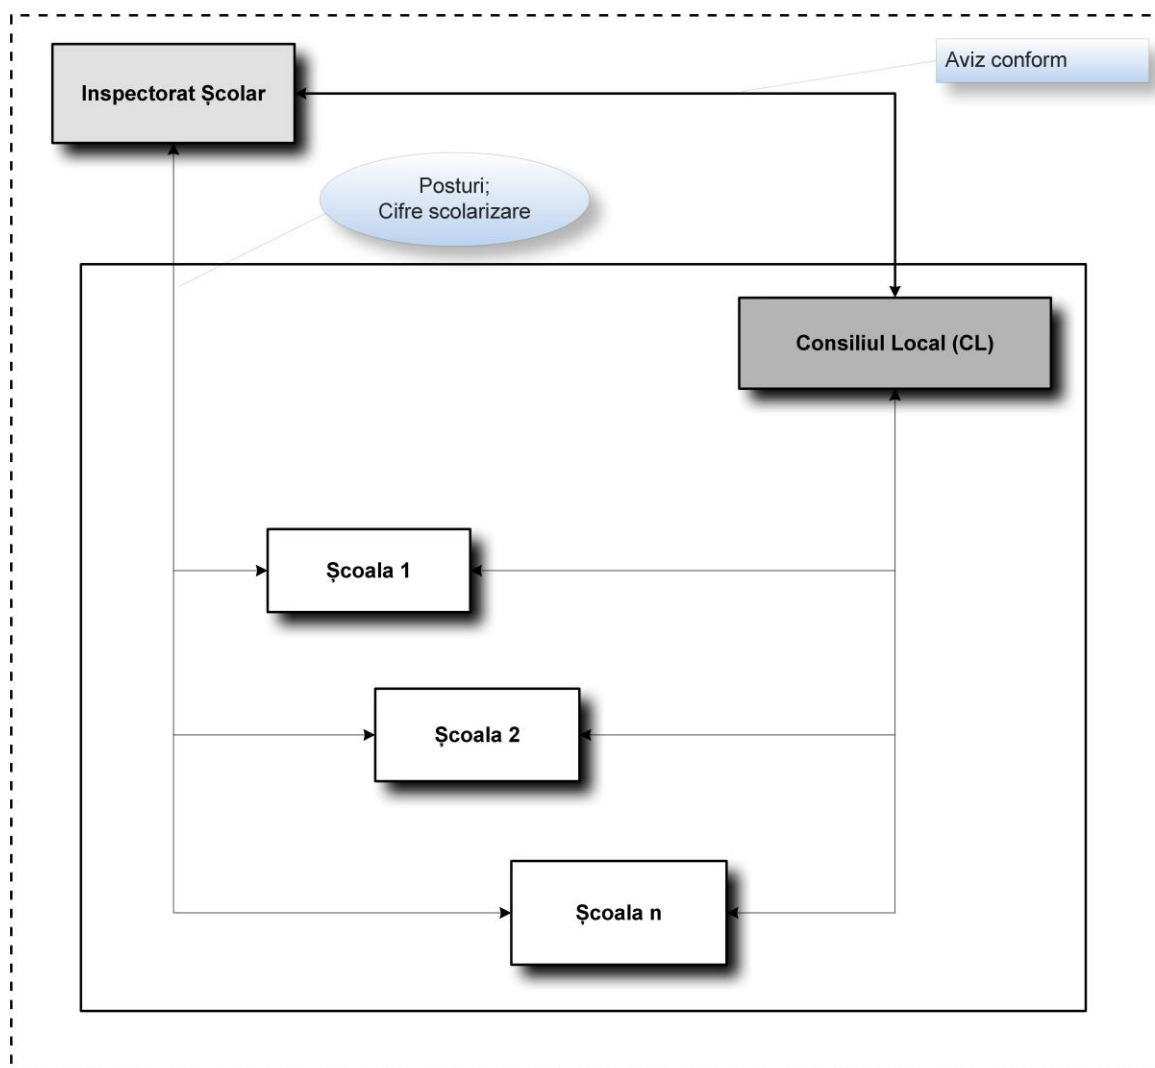 Aviz conform
Inspectorat Școlar
Posturi;
Cifre scolarizare
Consiliul Local (CL)
Școala 1
Școala 2
Școala n